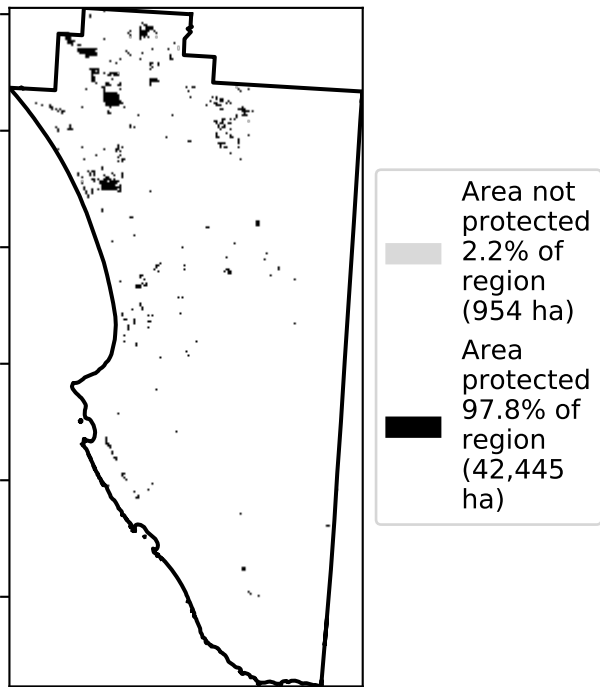 Area not
protected
2.2% of
region
(954 ha)
Area
protected
97.8% of
region
(42,445
ha)